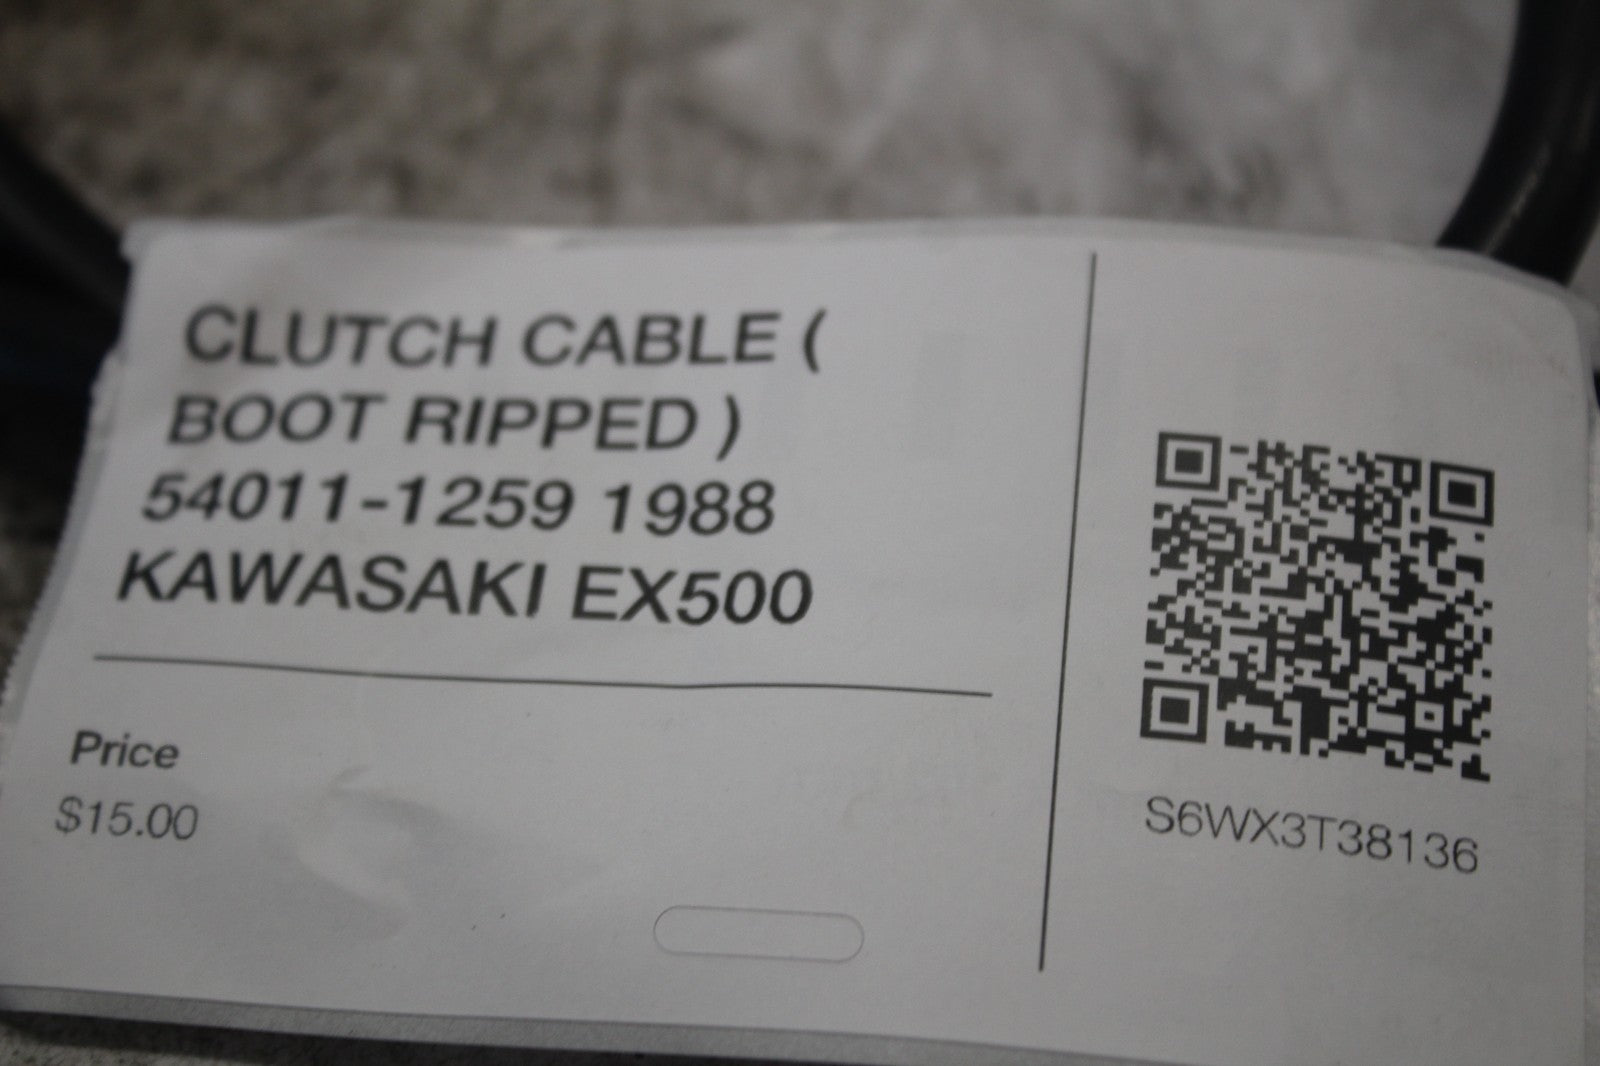 CLUTCH CABLE (
BOOT RIPPED )
54011-1259 1988
KAWASAKI EX500
Price
$15.00
S6WX3T38136